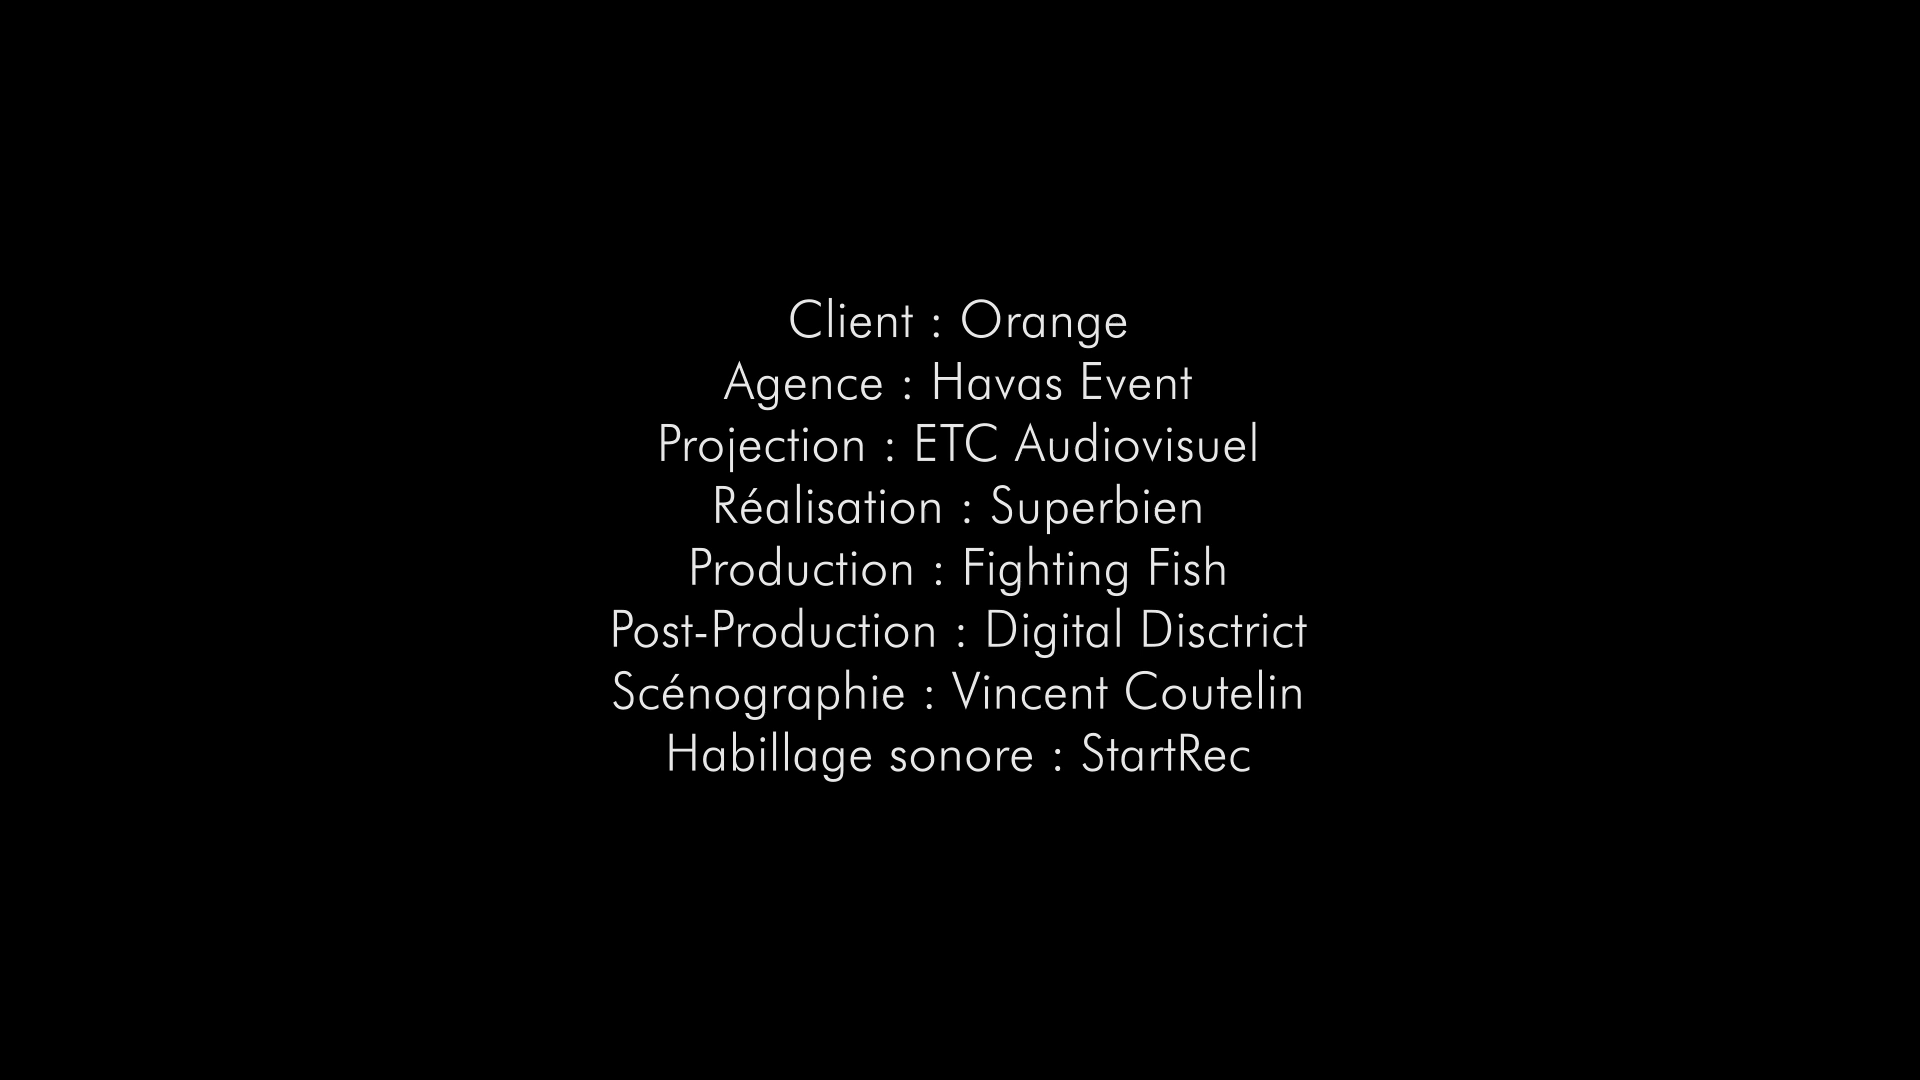 Client : Orange
Agence : Havas Event
Projection : ETC Audiovisuel
Réalisation : Superbien
Production : Fighting Fish
Post-Production : Digital Disctrict
Scénographie : Vincent Coutelin
Habillage sonore : StartRec